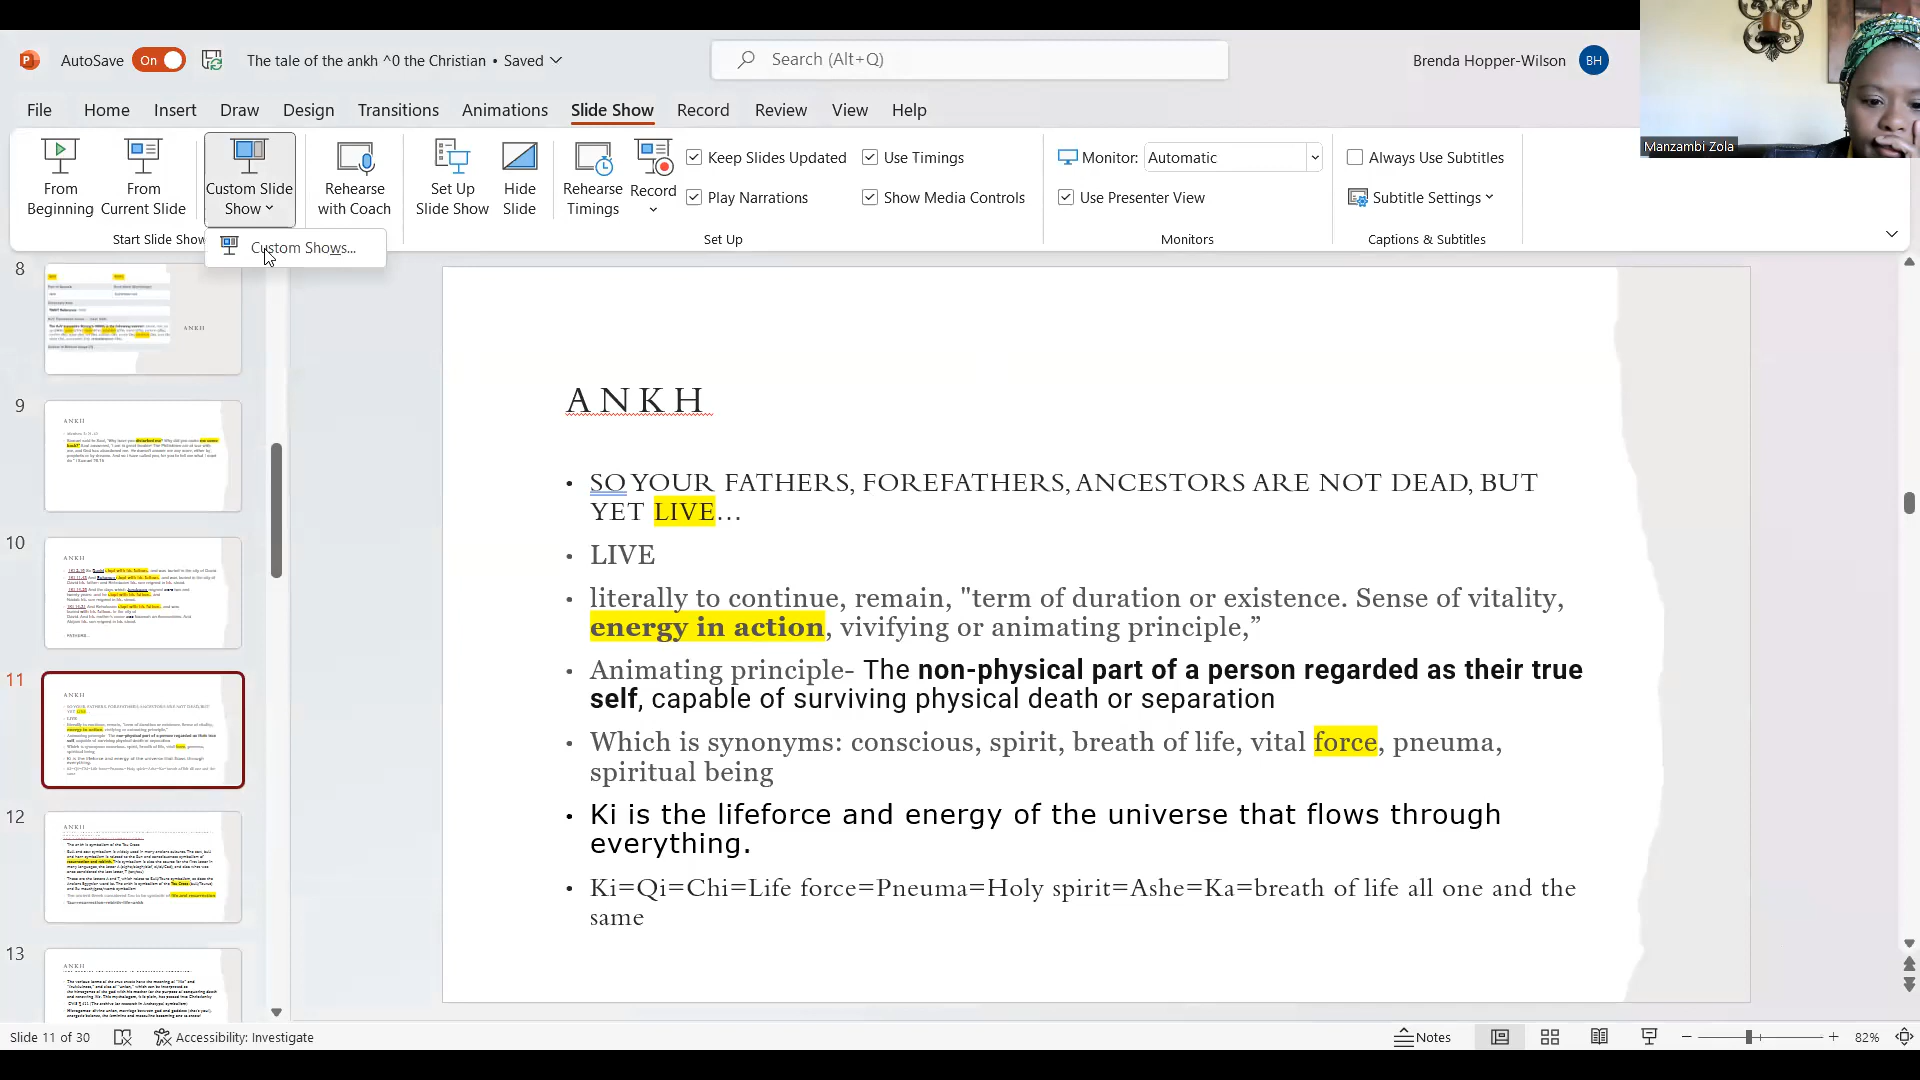 AutoSave On The tale of the ankh ^0 the Christian • Saved Search (Alt+Q) Brenda Hopper-Wilson BH
Manzambi Zola
File Home Insert Draw Design Transitions Animations Slide Show Record Review View Help
From Beginning
From Current Slide
Custom Slide Show
Rehearse with Coach
Set Up Slide Show
Hide Slide
Rehearse Timings
Record
Keep Slides Updated
Use Timings
Play Narrations
Show Media Controls
Monitor: Automatic
Use Presenter View
Always Use Subtitles
Subtitle Settings
Start Slide Show
Set Up
Monitors
Captions & Subtitles
Custom Shows...
8
ANKH
9
ANKH
10
ANKH
11
ANKH
12
ANKH
13
ANKH
ANKH
• SO YOUR FATHERS, FOREFATHERS, ANCESTORS ARE NOT DEAD, BUT
YET LIVE…
• LIVE
• literally to continue, remain, "term of duration or existence. Sense of vitality,
energy in action, vivifying or animating principle,”
• Animating principle- The non-physical part of a person regarded as their true
self, capable of surviving physical death or separation
• Which is synonyms: conscious, spirit, breath of life, vital force, pneuma,
spiritual being
• Ki is the lifeforce and energy of the universe that flows through
everything.
• Ki=Qi=Chi=Life force=Pneuma=Holy spirit=Ashe=Ka=breath of life all one and the
same
Slide 11 of 30 Accessibility: Investigate Notes 82%